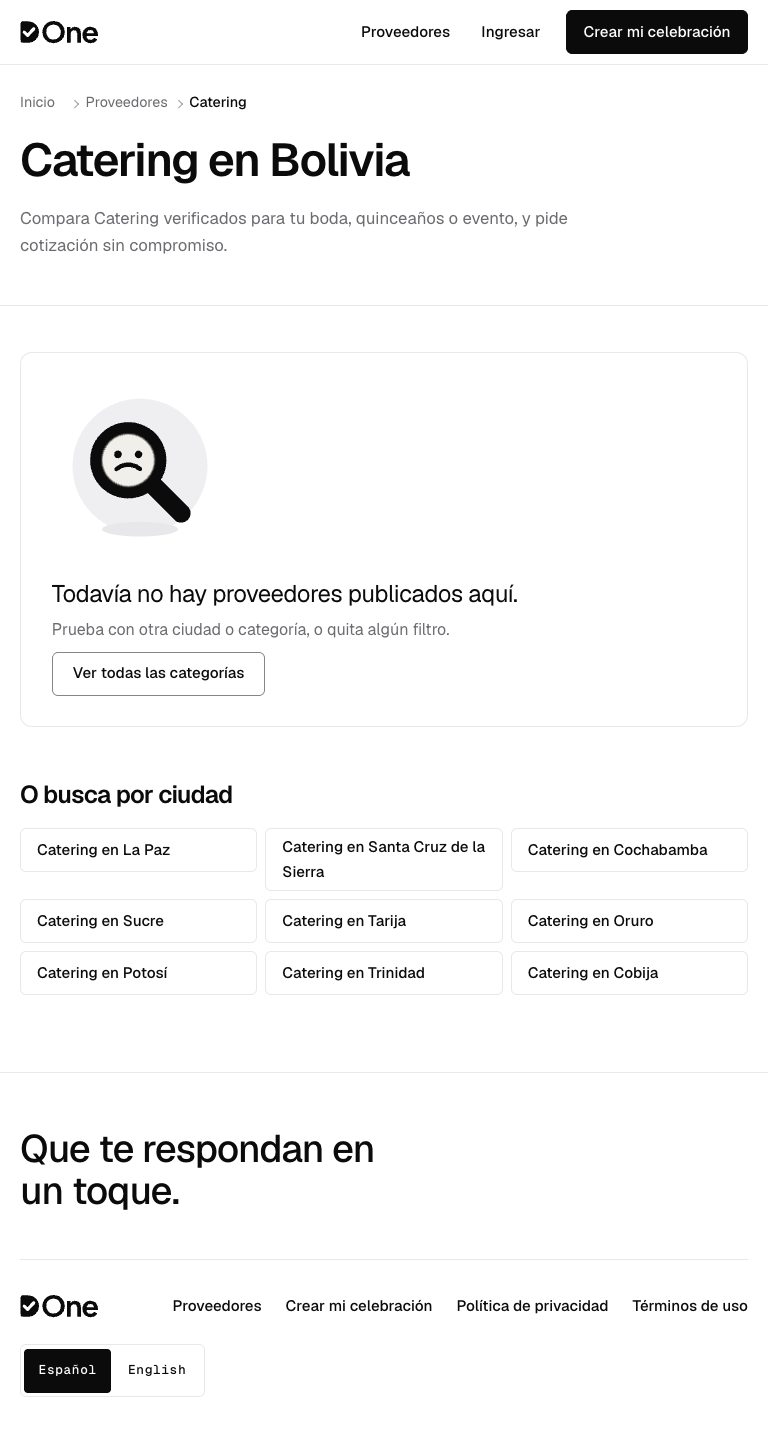 One
Proveedores
Ingresar
Crear mi celebración
Inicio
Proveedores
Catering
Catering en Bolivia
Compara Catering verificados para tu boda, quinceaños o evento, y pide
cotización sin compromiso.
Todavía no hay proveedores publicados aquí.
Prueba con otra ciudad o categoría, o quita algún filtro.
Ver todas las categorías
O busca por ciudad
Catering en La Paz
Catering en Santa Cruz de la
Sierra
Catering en Cochabamba
Catering en Sucre
Catering en Tarija
Catering en Oruro
Catering en Potosí
Catering en Trinidad
Catering en Cobija
Que te respondan en
un toque.
One
Proveedores
Crear mi celebración
Política de privacidad
Términos de uso
Español
English